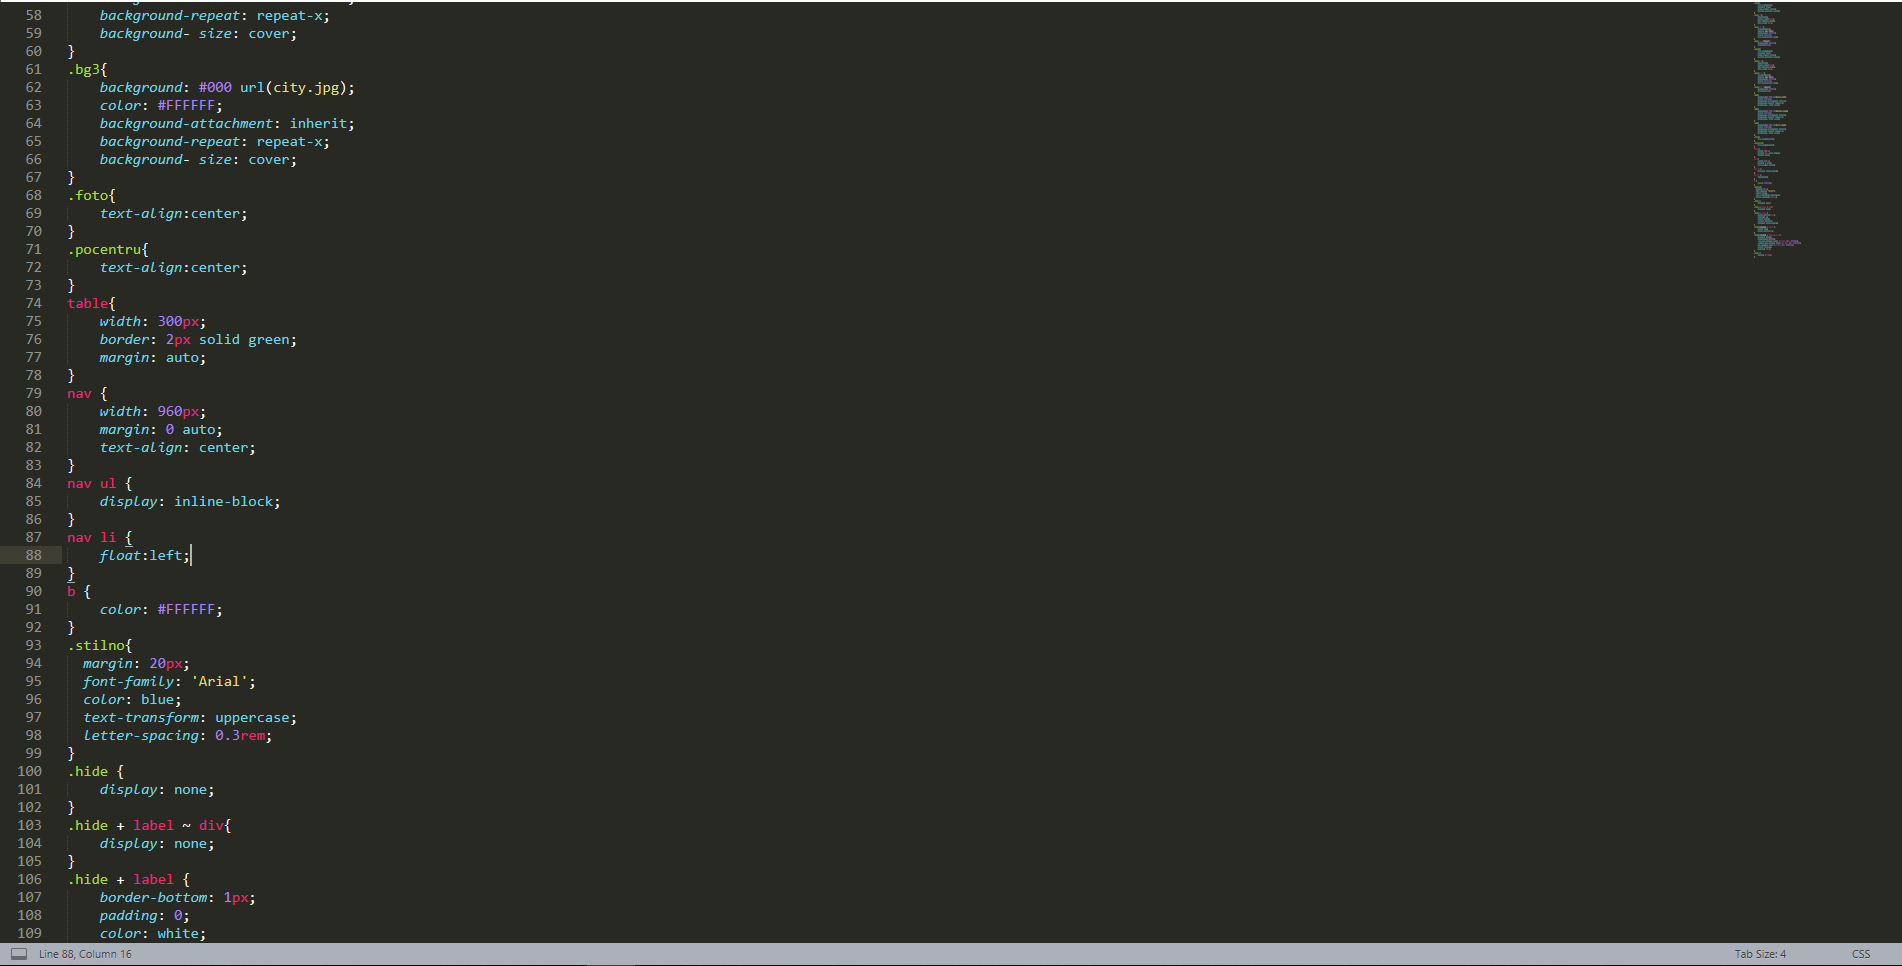 58 background-repeat: repeat-x;
59 background- size: cover;
60 }
61 .bg3{
62 background: #000 url(city.jpg);
63 color: #FFFFFF;
64 background-attachment: inherit;
65 background-repeat: repeat-x;
66 background- size: cover;
67 }
68 .foto{
69 text-align:center;
70 }
71 .pocentru{
72 text-align:center;
73 }
74 table{
75 width: 300px;
76 border: 2px solid green;
77 margin: auto;
78 }
79 nav {
80 width: 960px;
81 margin: 0 auto;
82 text-align: center;
83 }
84 nav ul {
85 display: inline-block;
86 }
87 nav li {
88 float:left;
89 }
90 b {
91 color: #FFFFFF;
92 }
93 .stilno{
94 margin: 20px;
95 font-family: 'Arial';
96 color: blue;
97 text-transform: uppercase;
98 letter-spacing: 0.3rem;
99 }
100 .hide {
101 display: none;
102 }
103 .hide + label ~ div{
104 display: none;
105 }
106 .hide + label {
107 border-bottom: 1px;
108 padding: 0;
109 color: white;
Line 88, Column 16 Tab Size: 4 CSS